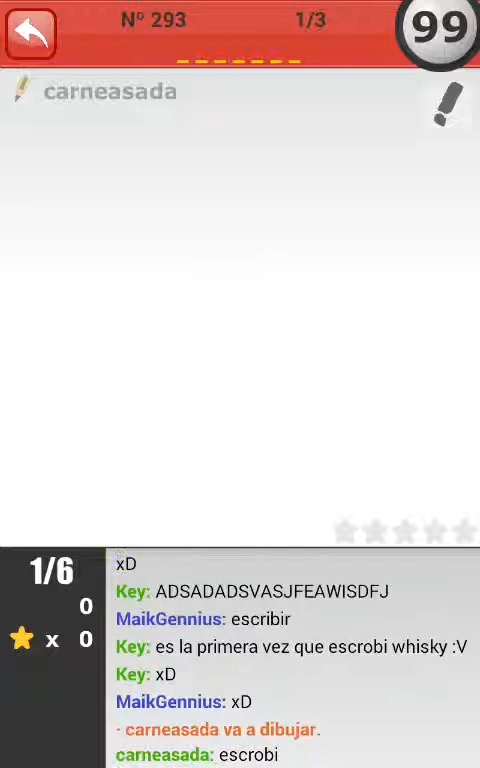 Nº 293 1/3 99
_ _ _ _ _ _ _
carneasada
1/6
0
x 0
xD
Key: ADSADADSVASJFEAWISDFJ
MaikGennius: escribir
Key: es la primera vez que escrobi whisky :V
Key: xD
MaikGennius: xD
· carneasada va a dibujar.
carneasada: escrobi